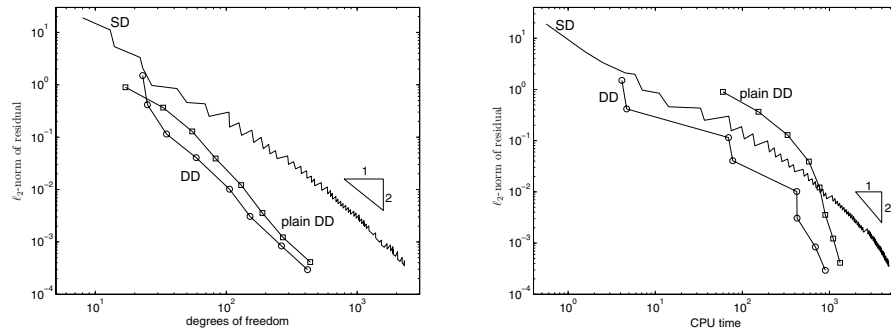 10^1
10^0
10^-1
10^-2
10^-3
10^-4
ℓ2-norm of residual
SD
DD
plain DD
1
2
10^1
10^2
10^3
degrees of freedom
10^1
10^0
10^-1
10^-2
10^-3
10^-4
ℓ2-norm of residual
SD
DD
plain DD
1
2
10^0
10^1
10^2
10^3
CPU time